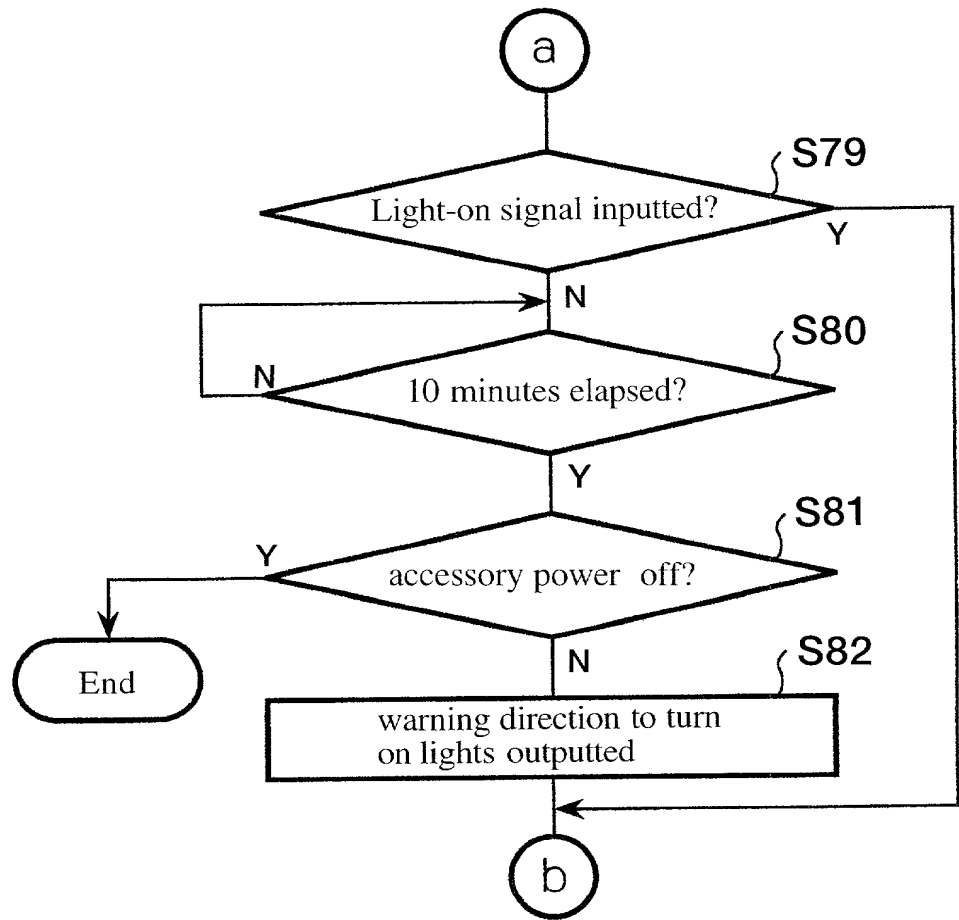 a
S79
Light-on signal inputted?
Y
N
S80
N
10 minutes elapsed?
Y
S81
Y
accessory power off?
N
S82
End
warning direction to turn
on lights outputted
b